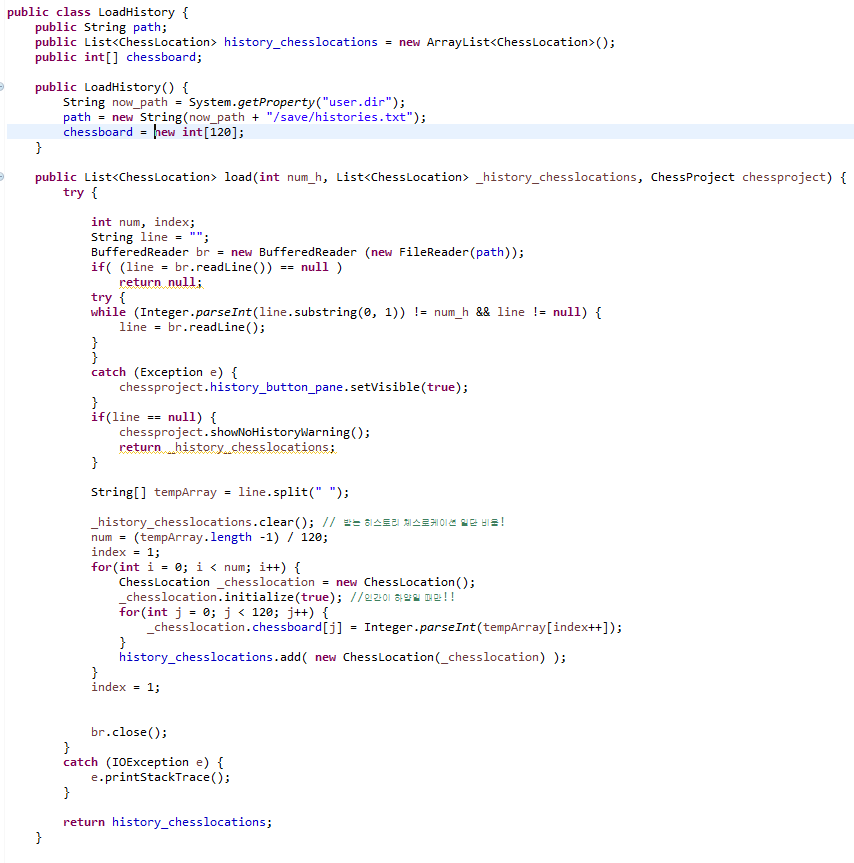 public class LoadHistory {
public String path;
public List<ChessLocation> history_chesslocations = new ArrayList<ChessLocation>();
public int[] chessboard;
public LoadHistory() {
String now_path = System.getProperty("user.dir");
path = new String(now_path + "/save/histories.txt");
chessboard = new int[120];
}
public List<ChessLocation> load(int num_h, List<ChessLocation> _history_chesslocations, ChessProject chessproject) {
try {
int num, index;
String line = "";
BufferedReader br = new BufferedReader (new FileReader(path));
if( (line = br.readLine()) == null )
return null;
try {
while (Integer.parseInt(line.substring(0, 1)) != num_h && line != null) {
line = br.readLine();
}
}
catch (Exception e) {
chessproject.history_button_pane.setVisible(true);
}
if(line == null) {
chessproject.showNoHistoryWarning();
return _history_chesslocations;
}
String[] tempArray = line.split(" ");
_history_chesslocations.clear(); // 받는 히스토리 체스로케이션 일단 비움!
num = (tempArray.length -1) / 120;
index = 1;
for(int i = 0; i < num; i++) {
ChessLocation _chesslocation = new ChessLocation();
_chesslocation.initialize(true); //인간이 하얄일 때만!!
for(int j = 0; j < 120; j++) {
_chesslocation.chessboard[j] = Integer.parseInt(tempArray[index++]);
}
history_chesslocations.add( new ChessLocation(_chesslocation) );
}
index = 1;
br.close();
}
catch (IOException e) {
e.printStackTrace();
}
return history_chesslocations;
}